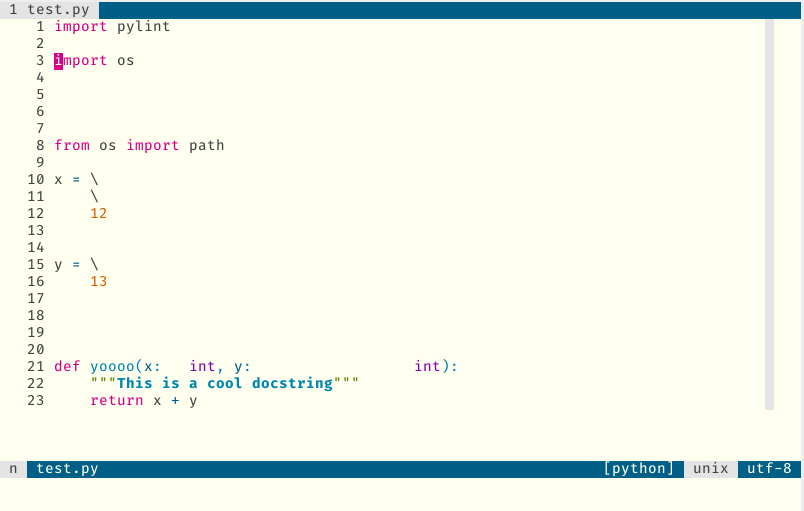 1 test.py
1 import pylint
2
3 import os
4
5
6
7
8 from os import path
9
10 x = \
11     \
12     12
13
14
15 y = \
16     13
17
18
19
20
21 def yoooo(x:   int, y:                  int):
22     """This is a cool docstring"""
23     return x + y
n test.py [python] unix utf-8